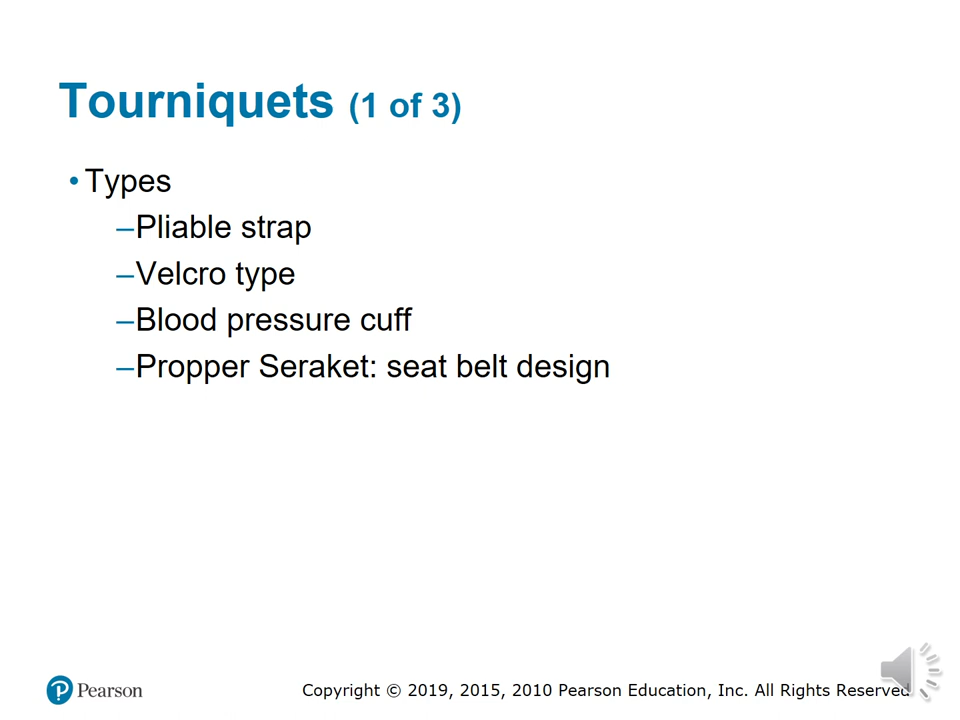 Tourniquets (1 of 3)
• Types
–Pliable strap
–Velcro type
–Blood pressure cuff
–Propper Seraket: seat belt design
Pearson
Copyright © 2019, 2015, 2010 Pearson Education, Inc. All Rights Reserved